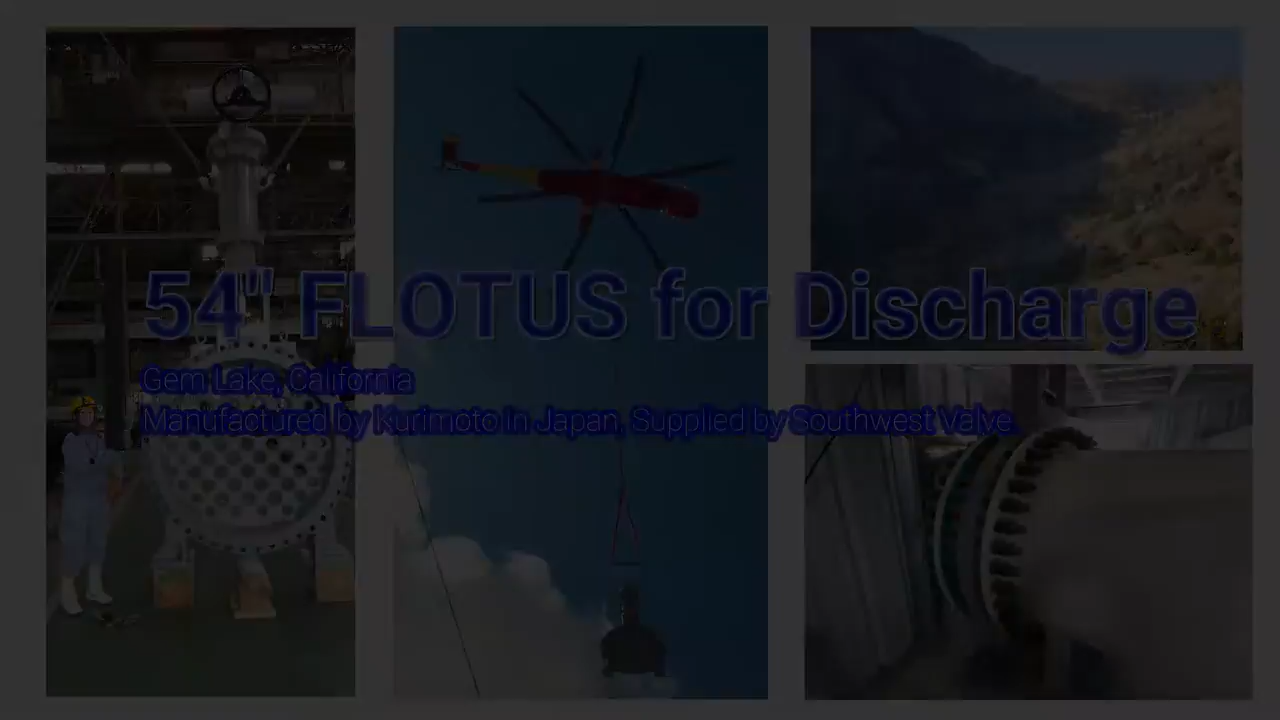 54" FLOTUS for Discharge
Gem Lake, California
Manufactured by Kurimoto in Japan, Supplied by Southwest Valve.